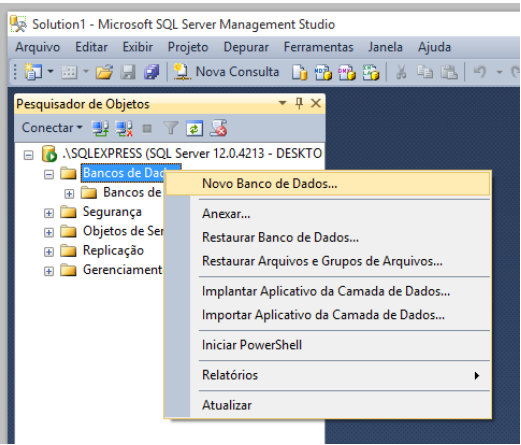 Solution1 - Microsoft SQL Server Management Studio
Arquivo Editar Exibir Projeto Depurar Ferramentas Janela Ajuda
Nova Consulta
Pesquisador de Objetos
Conectar
.\SQLEXPRESS (SQL Server 12.0.4213 - DESKTO
Bancos de Dad
Bancos de
Segurança
Objetos de Ser
Replicação
Gerenciament
Novo Banco de Dados...
Anexar...
Restaurar Banco de Dados...
Restaurar Arquivos e Grupos de Arquivos...
Implantar Aplicativo da Camada de Dados...
Importar Aplicativo da Camada de Dados...
Iniciar PowerShell
Relatórios
Atualizar